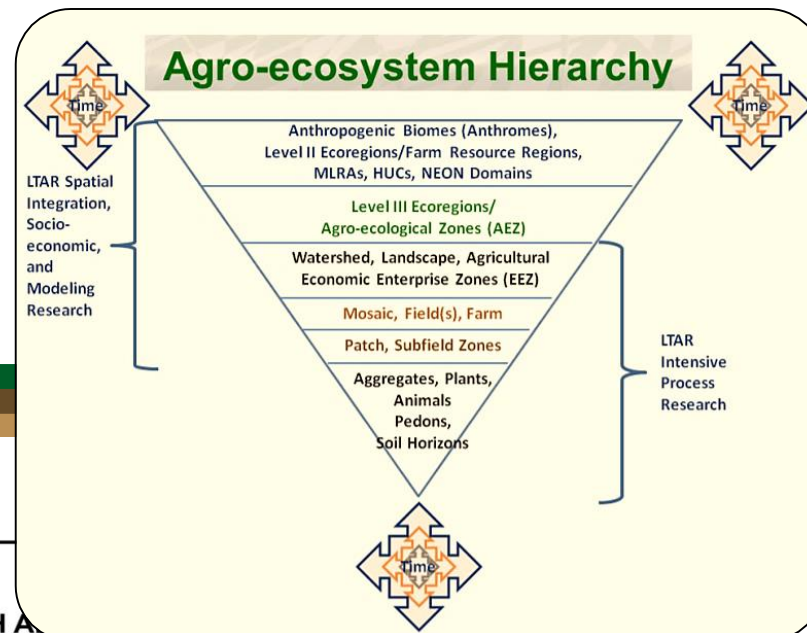 Agro-ecosystem Hierarchy
Time
Time
Anthropogenic Biomes (Anthromes),
Level II Ecoregions/Farm Resource Regions,
MLRAs, HUCs, NEON Domains
LTAR Spatial
Integration,
Socio-
economic,
and
Modeling
Research
Level III Ecoregions/
Agro-ecological Zones (AEZ)
Watershed, Landscape, Agricultural
Economic Enterprise Zones (EEZ)
Mosaic, Field(s), Farm
Patch, Subfield Zones
Aggregates, Plants,
Animals
Pedons,
Soil Horizons
LTAR
Intensive
Process
Research
Time